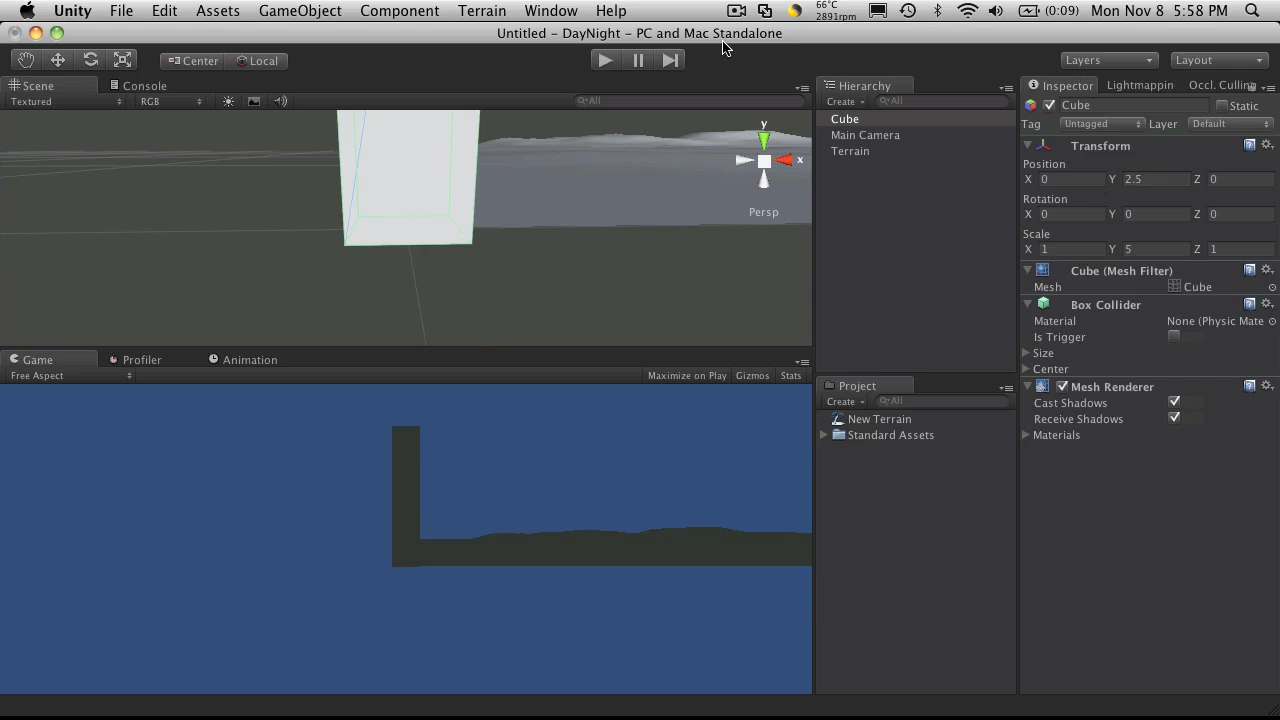 Unity File Edit Assets GameObject Component Terrain Window Help 66°C 2891rpm (0:09) Mon Nov 8 5:58 PM
Untitled – DayNight – PC and Mac Standalone
Center Local Layers Layout
Scene Console
Textured RGB All
y
x
Persp
Game Profiler Animation
Free Aspect Maximize on Play Gizmos Stats
Hierarchy
Create All
Cube
Main Camera
Terrain
Project
Create All
New Terrain
Standard Assets
Inspector Lightmappin Occl. Cullin
Cube Static
Tag Untagged Layer Default
Transform
Position
X 0 Y 2.5 Z 0
Rotation
X 0 Y 0 Z 0
Scale
X 1 Y 5 Z 1
Cube (Mesh Filter)
Mesh Cube
Box Collider
Material None (Physic Mate
Is Trigger
Size
Center
Mesh Renderer
Cast Shadows
Receive Shadows
Materials